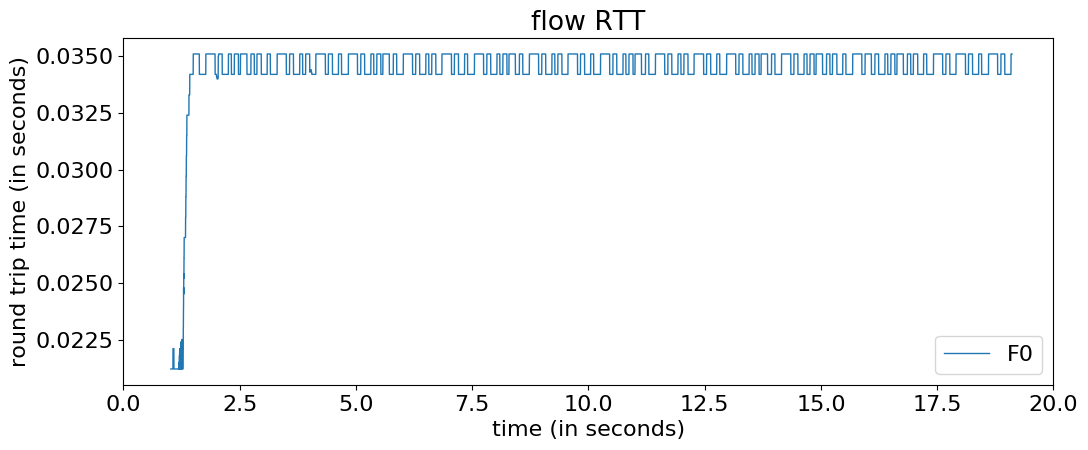 flow RTT
round trip time (in seconds)
0.0350
0.0325
0.0300
0.0275
0.0250
0.0225
F0
0.0 2.5 5.0 7.5 10.0 12.5 15.0 17.5 20.0
time (in seconds)